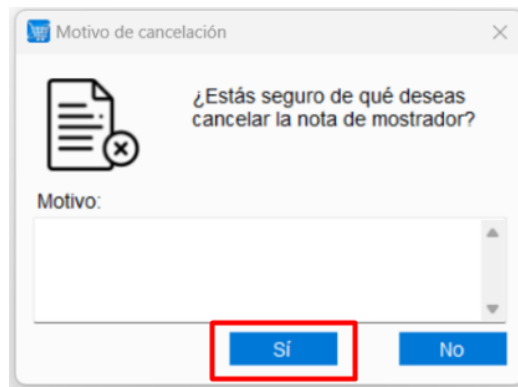 Motivo de cancelación
¿Estás seguro de qué deseas
cancelar la nota de mostrador?
Motivo:
Sí
No